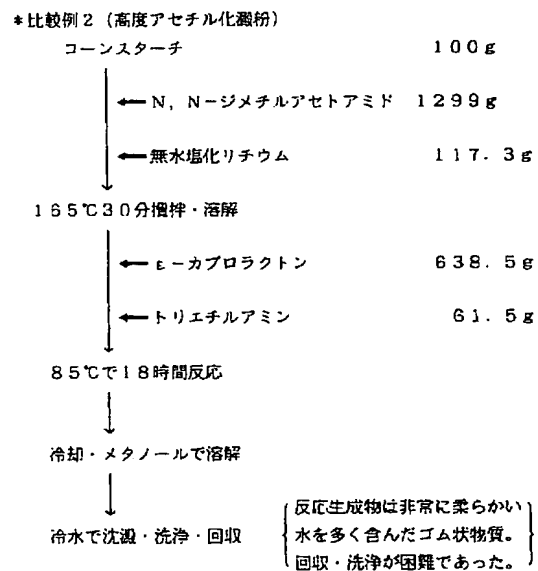 *比較例2(高度アセチル化澱粉)
コーンスターチ 100g
N,N-ジメチルアセトアミド 1299g
無水塩化リチウム 117.3g
165℃30分攪拌・溶解
ε-カプロラクトン 638.5g
トリエチルアミン 61.5g
85℃で18時間反応
冷却・メタノールで溶解
冷水で沈澱・洗浄・回収
反応生成物は非常に柔らかい
水を多く含んだゴム状物質。
回収・洗浄が困難であった。